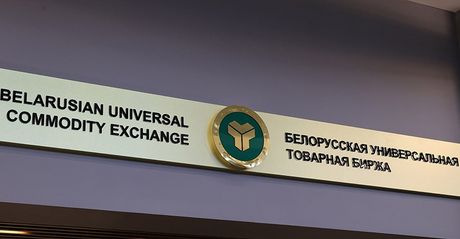 BELARUSIAN UNIVERSAL
COMMODITY EXCHANGE
БЕЛОРУССКАЯ УНИВЕРСАЛЬНАЯ
ТОВАРНАЯ БИРЖА